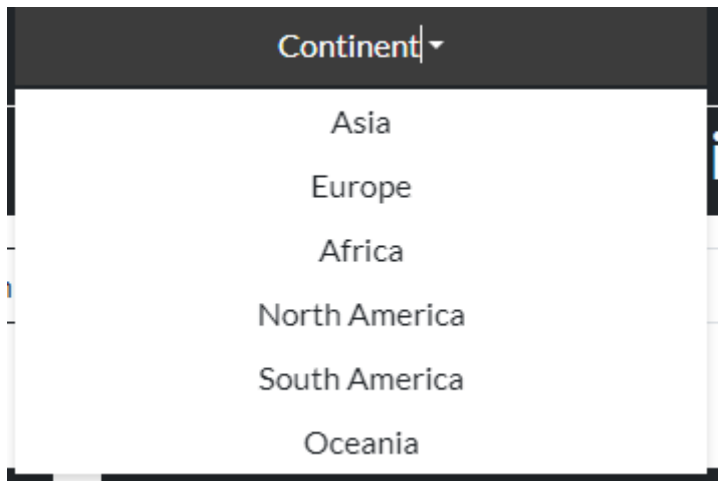 Continent
Asia
Europe
Africa
North America
South America
Oceania